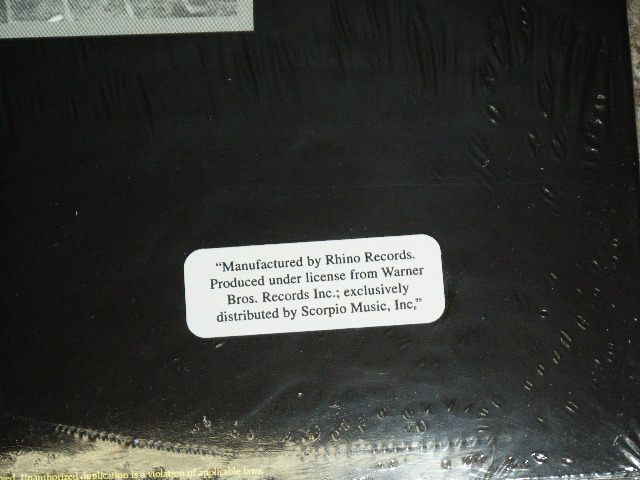 “Manufactured by Rhino Records.
Produced under license from Warner
Bros. Records Inc.; exclusively
distributed by Scorpio Music, Inc,”
Unauthorized duplication is a violation of applicable laws.